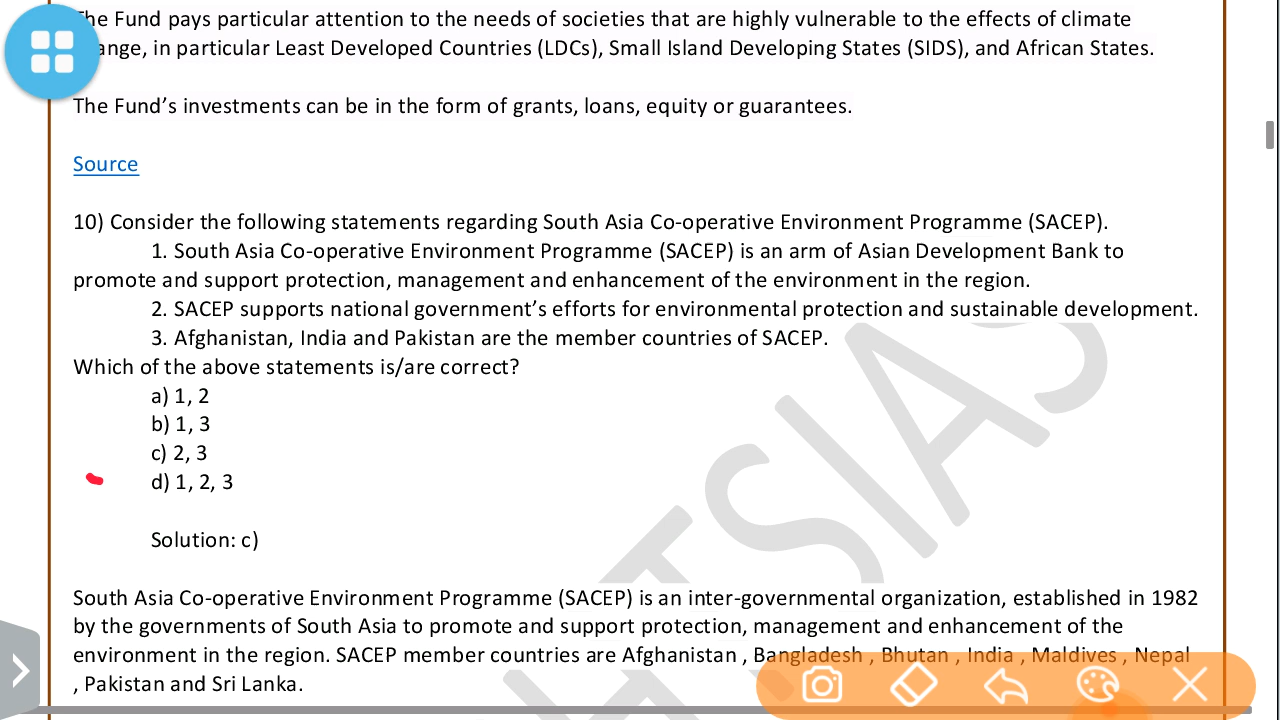 The Fund pays particular attention to the needs of societies that are highly vulnerable to the effects of climate
ange, in particular Least Developed Countries (LDCs), Small Island Developing States (SIDS), and African States.
The Fund's investments can be in the form of grants, loans, equity or guarantees.
Source
10) Consider the following statements regarding South Asia Co-operative Environment Programme (SACEP).
1. South Asia Co-operative Environment Programme (SACEP) is an arm of Asian Development Bank to
promote and support protection, management and enhancement of the environment in the region.
2. SACEP supports national government's efforts for environmental protection and sustainable development.
3. Afghanistan, India and Pakistan are the member countries of SACEP.
Which of the above statements is/are correct?
a) 1, 2
b) 1, 3
c) 2, 3
d) 1, 2, 3
Solution: c)
South Asia Co-operative Environment Programme (SACEP) is an inter-governmental organization, established in 1982
by the governments of South Asia to promote and support protection, management and enhancement of the
environment in the region. SACEP member countries are Afghanistan , Bangladesh , Bhutan , India , Maldives , Nepal
, Pakistan and Sri Lanka.